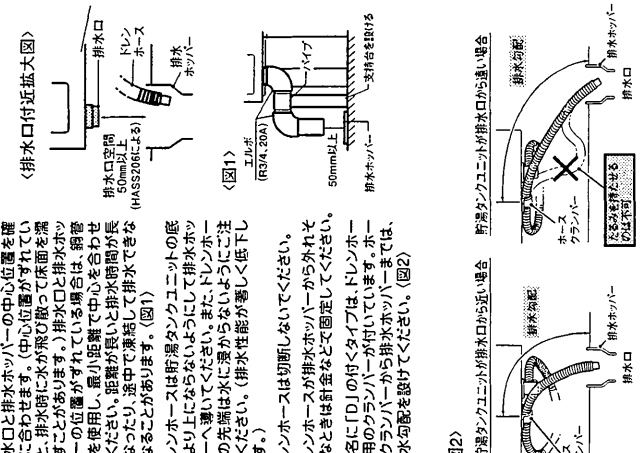 水口と排水ホッパーの中心位置を確
に合わせます。(中心位置がずれてい
と、排水時に水が飛び散って床面を濡
すことがあります。)排水口と排水ホッ
ーの位置がずれている場合は、銅管
を使用し、最小距離で中心を合わせ
ください。距離が長いと排水時間が長
なったり、途中で凍結して排水できな
なることがあります。〈図1〉
レンホースは貯湯タンクユニットの底
より上にならないようにして排水ホッ
ーへ導いてください。また、ドレンホー
の先端は水に浸からないようにご注
ください。(排水性能が著しく低下し
す。)
レンホースは切断しないでください。
レンホースが排水ホッパーから外れそ
なときは針金などで固定してください。
名に「D」の付くタイプは、ドレンホー
用のクランパーが付いています。ホー
クランパーから排水ホッパーまでは、
水勾配を設けてください。〈図2〉
〈排水口付近拡大図〉
排水口
ドレン
ホース
排水
ホッパー
排水口空間
50mm以上
(HASS206による)
〈図1〉
エルボ
(R3/4、20A)
パイプ
50mm以上
支持台を設ける
排水ホッパー
図2〉
貯湯タンクユニットが排水口から近い場合
排水勾配
排水ホッパー
排水口
貯湯タンクユニットが排水口から遠い場合
排水勾配
ホース
クランパー
たるみを持たせる
のは不可
排水ホッパー
排水口